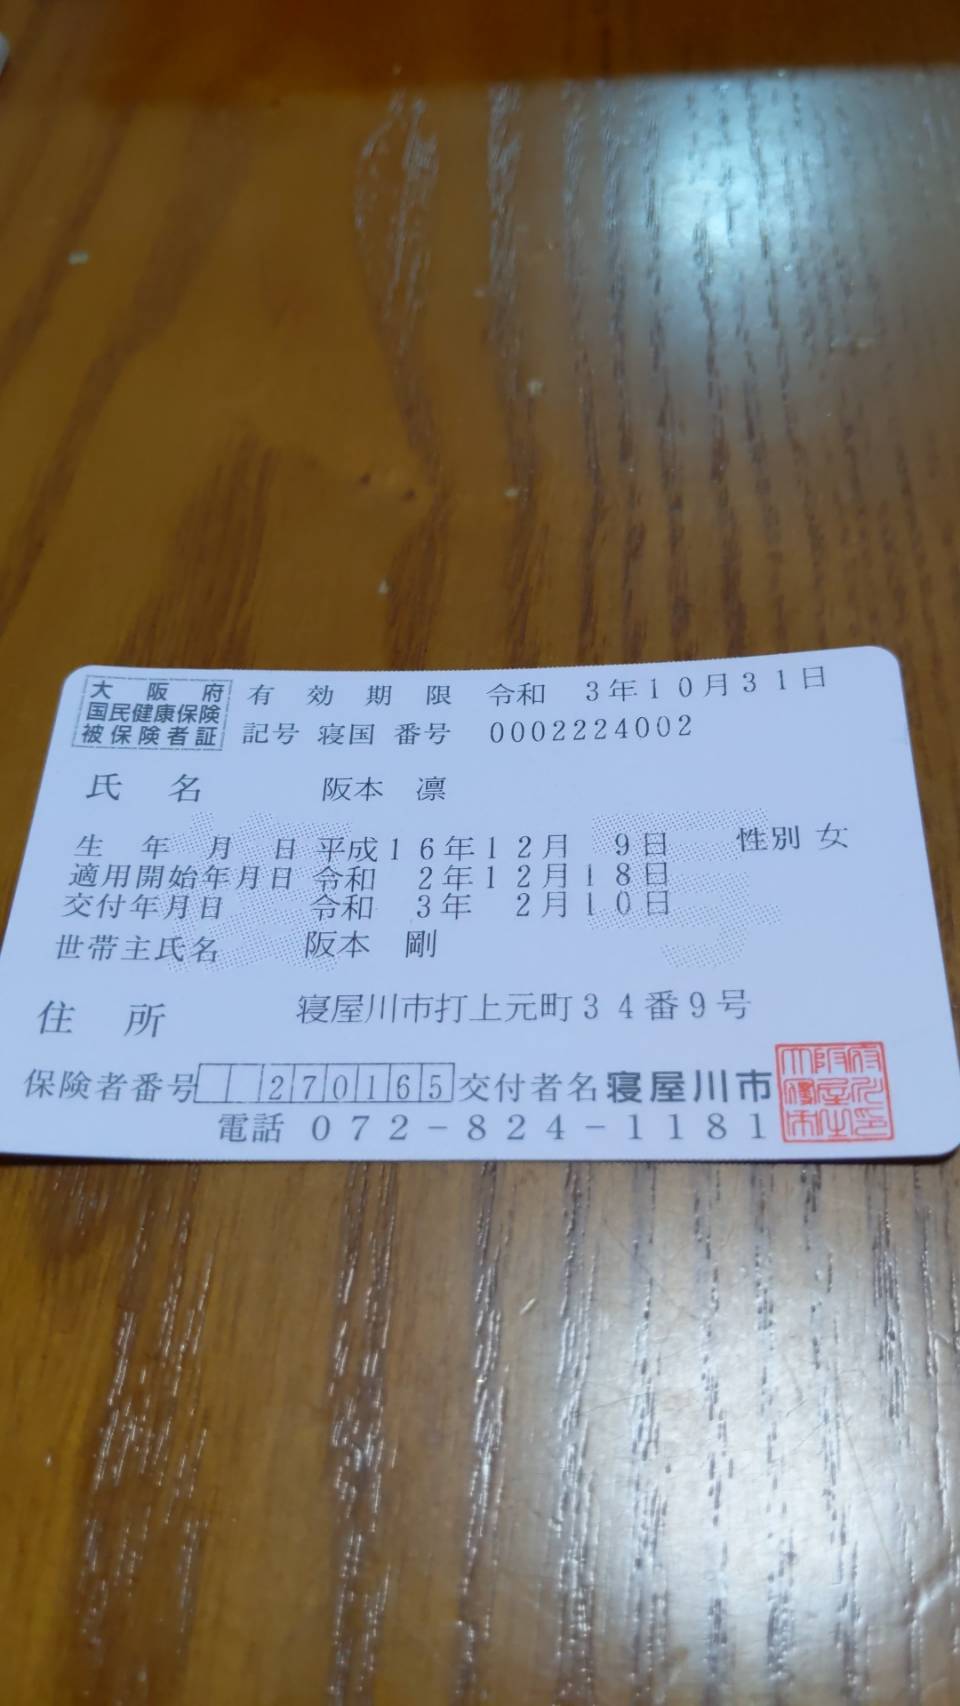 大阪府
国民健康保険
被保険者証
有効期限 令和 3年10月31日
記号 寝国 番号 0002224002
氏名 阪本 凛
生年月日 平成16年12月 9日 性別 女
適用開始年月日 令和 2年12月18日
交付年月日 令和 3年 2月10日
世帯主氏名 阪本 剛
住所 寝屋川市打上元町34番9号
保険者番号 270165 交付者名 寝屋川市
電話 072-824-1181